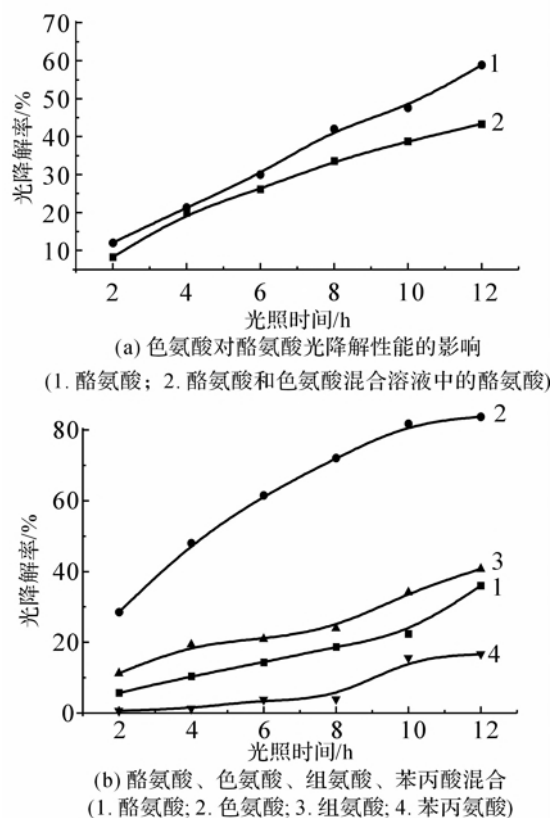 70
60
50
40
30
20
10
光降解率/%
1
2
2 4 6 8 10 12
光照时间/h
(a) 色氨酸对酪氨酸光降解性能的影响
(1. 酪氨酸；2. 酪氨酸和色氨酸混合溶液中的酪氨酸)
80
60
40
20
0
光降解率/%
2
3
1
4
2 4 6 8 10 12
光照时间/h
(b) 酪氨酸、色氨酸、组氨酸、苯丙酸混合
(1. 酪氨酸; 2. 色氨酸; 3. 组氨酸; 4. 苯丙氨酸)